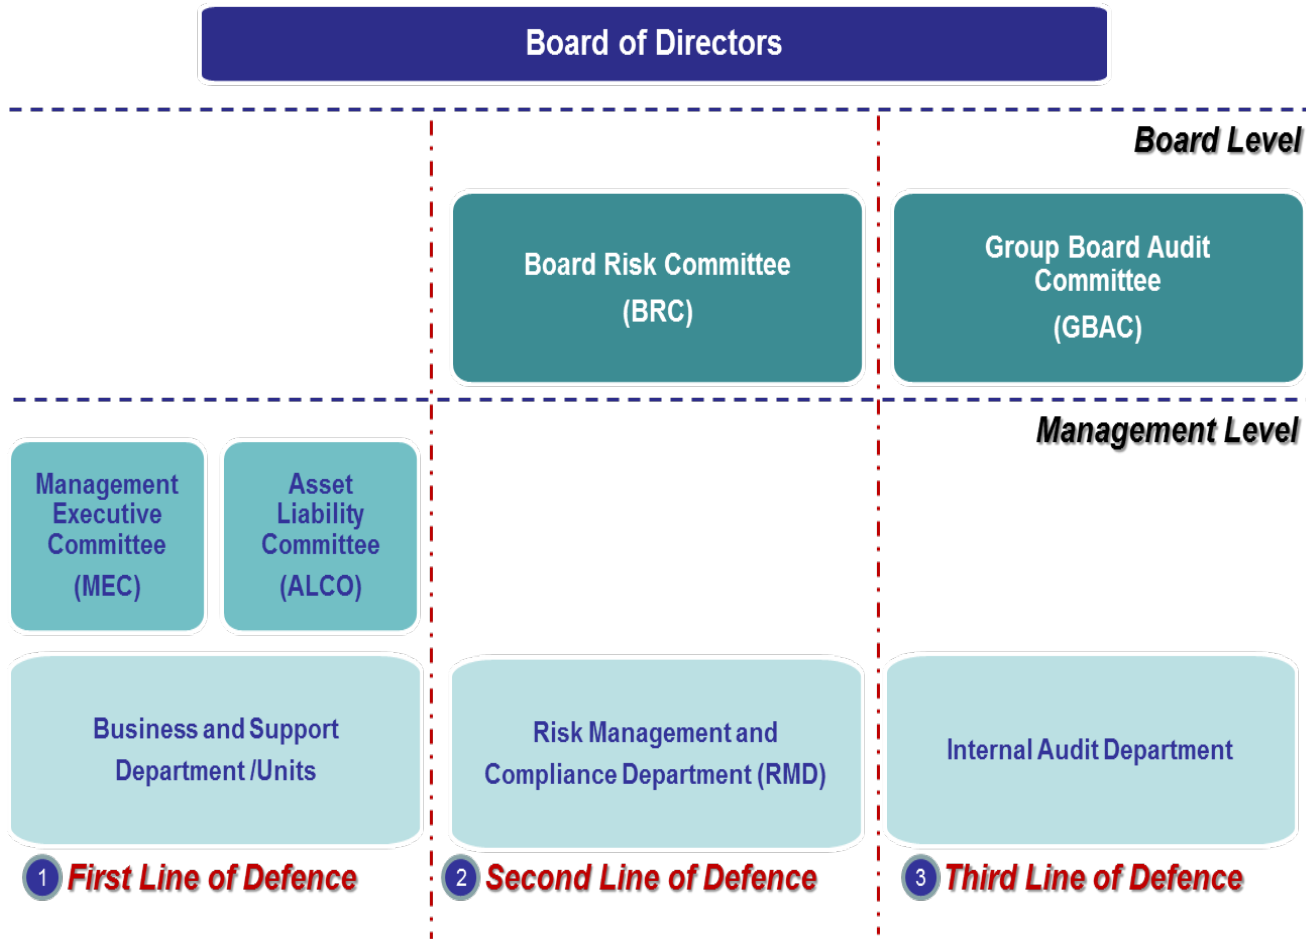 Board of Directors
Board Level
Board Risk Committee
(BRC)
Group Board Audit
Committee
(GBAC)
Management Level
Management
Executive
Committee
(MEC)
Asset
Liability
Committee
(ALCO)
Business and Support
Department /Units
Risk Management and
Compliance Department (RMD)
Internal Audit Department
1 First Line of Defence
2 Second Line of Defence
3 Third Line of Defence